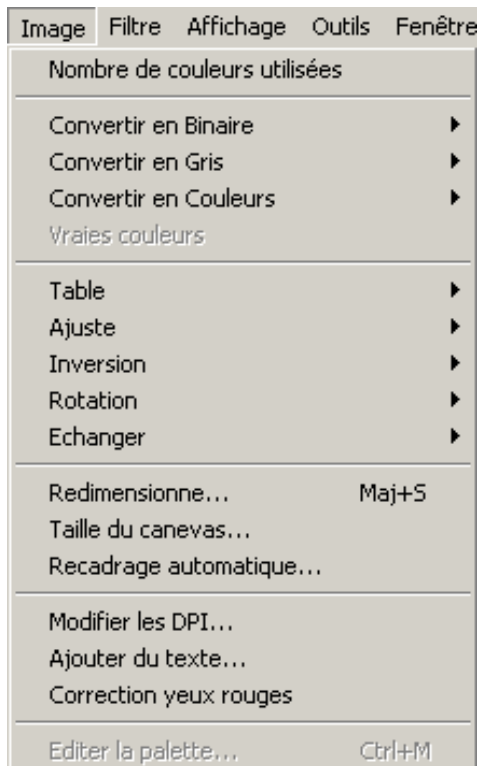 Image Filtre Affichage Outils Fenêtre
Nombre de couleurs utilisées
Convertir en Binaire
Convertir en Gris
Convertir en Couleurs
Vraies couleurs
Table
Ajuste
Inversion
Rotation
Echanger
Redimensionne... Maj+S
Taille du canevas...
Recadrage automatique...
Modifier les DPI...
Ajouter du texte...
Correction yeux rouges
Editer la palette... Ctrl+M